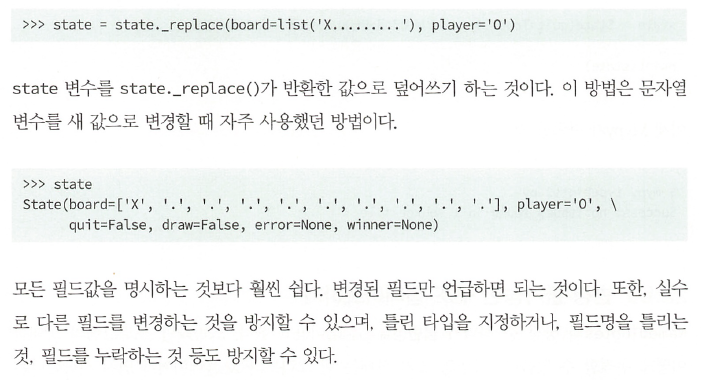 >>> state = state._replace(board=list('X.........'), player='O')
state 변수를 state._replace()가 반환한 값으로 덮어쓰기 하는 것이다. 이 방법은 문자열
변수를 새 값으로 변경할 때 자주 사용했던 방법이다.
>>> state
State(board=['X', '.', '.', '.', '.', '.', '.', '.', '.', '.'], player='O', \
quit=False, draw=False, error=None, winner=None)
모든 필드값을 명시하는 것보다 훨씬 쉽다. 변경된 필드만 언급하면 되는 것이다. 또한, 실수
로 다른 필드를 변경하는 것을 방지할 수 있으며, 틀린 타입을 지정하거나, 필드명을 틀리는
것, 필드를 누락하는 것 등도 방지할 수 있다.